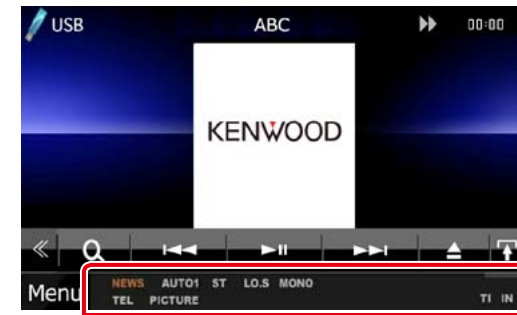 USB ABC 00:00
KENWOOD
Menu
NEWS AUTO1 ST LO.S MONO
TEL PICTURE TI IN